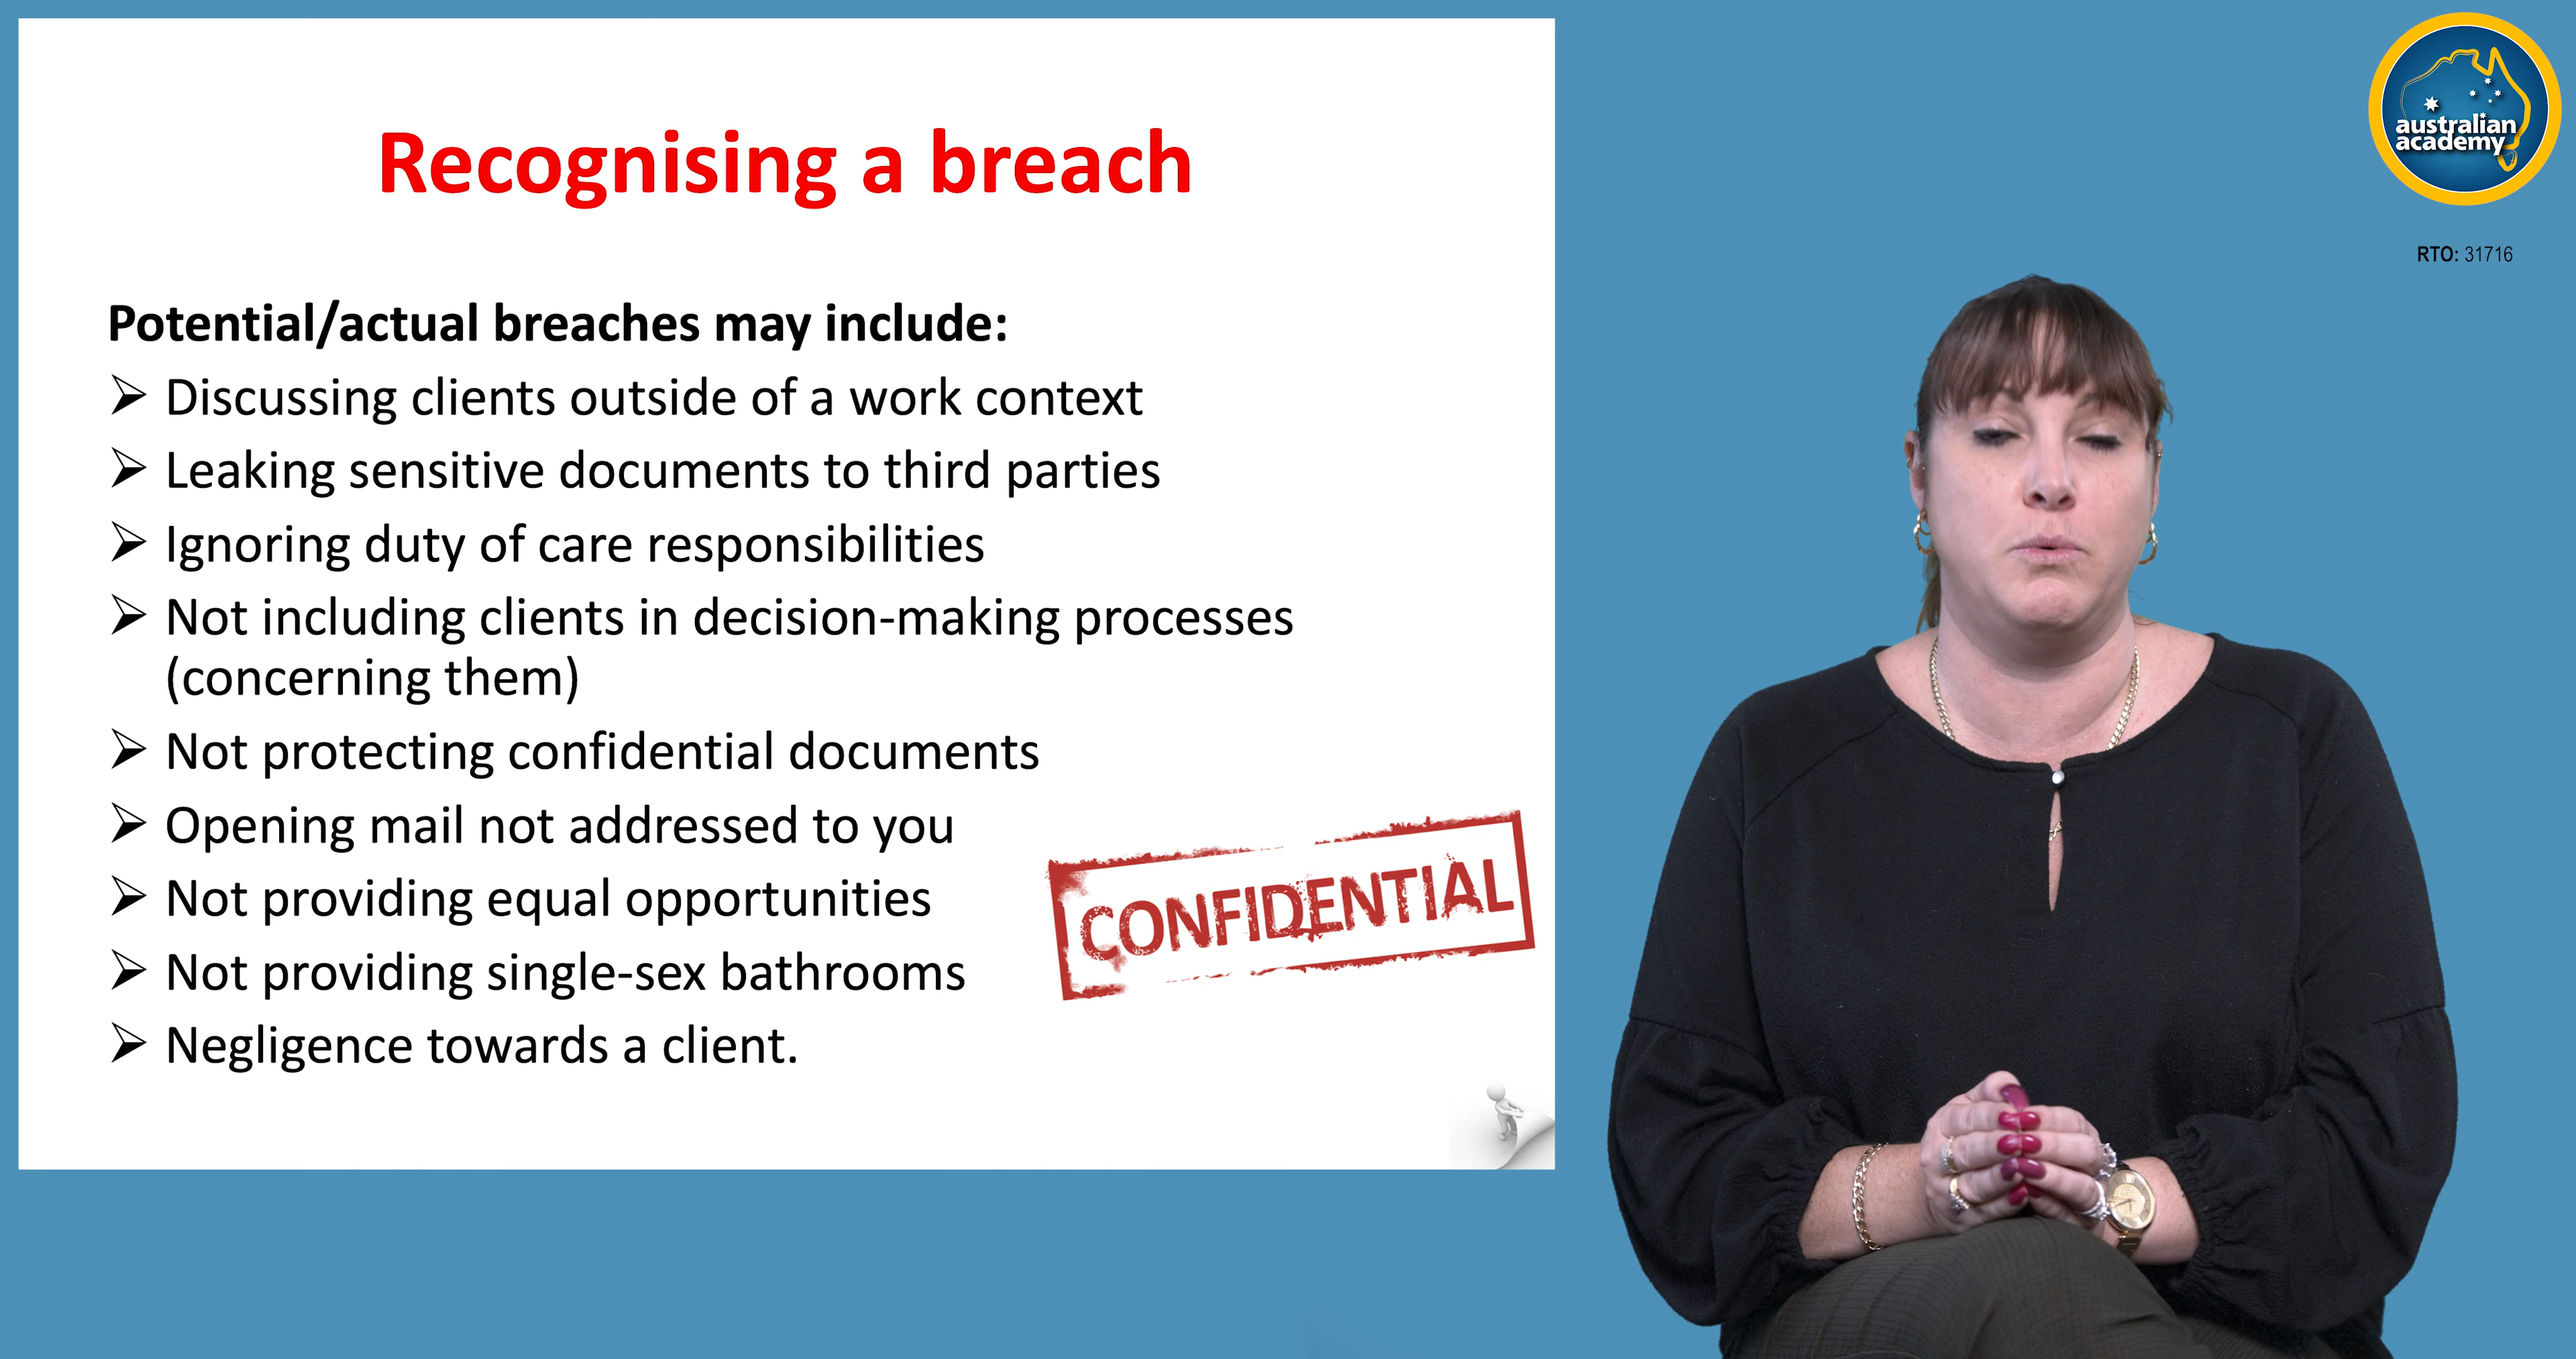 Recognising a breach
Potential/actual breaches may include:
Discussing clients outside of a work context
Leaking sensitive documents to third parties
Ignoring duty of care responsibilities
Not including clients in decision-making processes
(concerning them)
Not protecting confidential documents
Opening mail not addressed to you
Not providing equal opportunities
Not providing single-sex bathrooms
Negligence towards a client.
CONFIDENTIAL
australian
academy
RTO: 31716